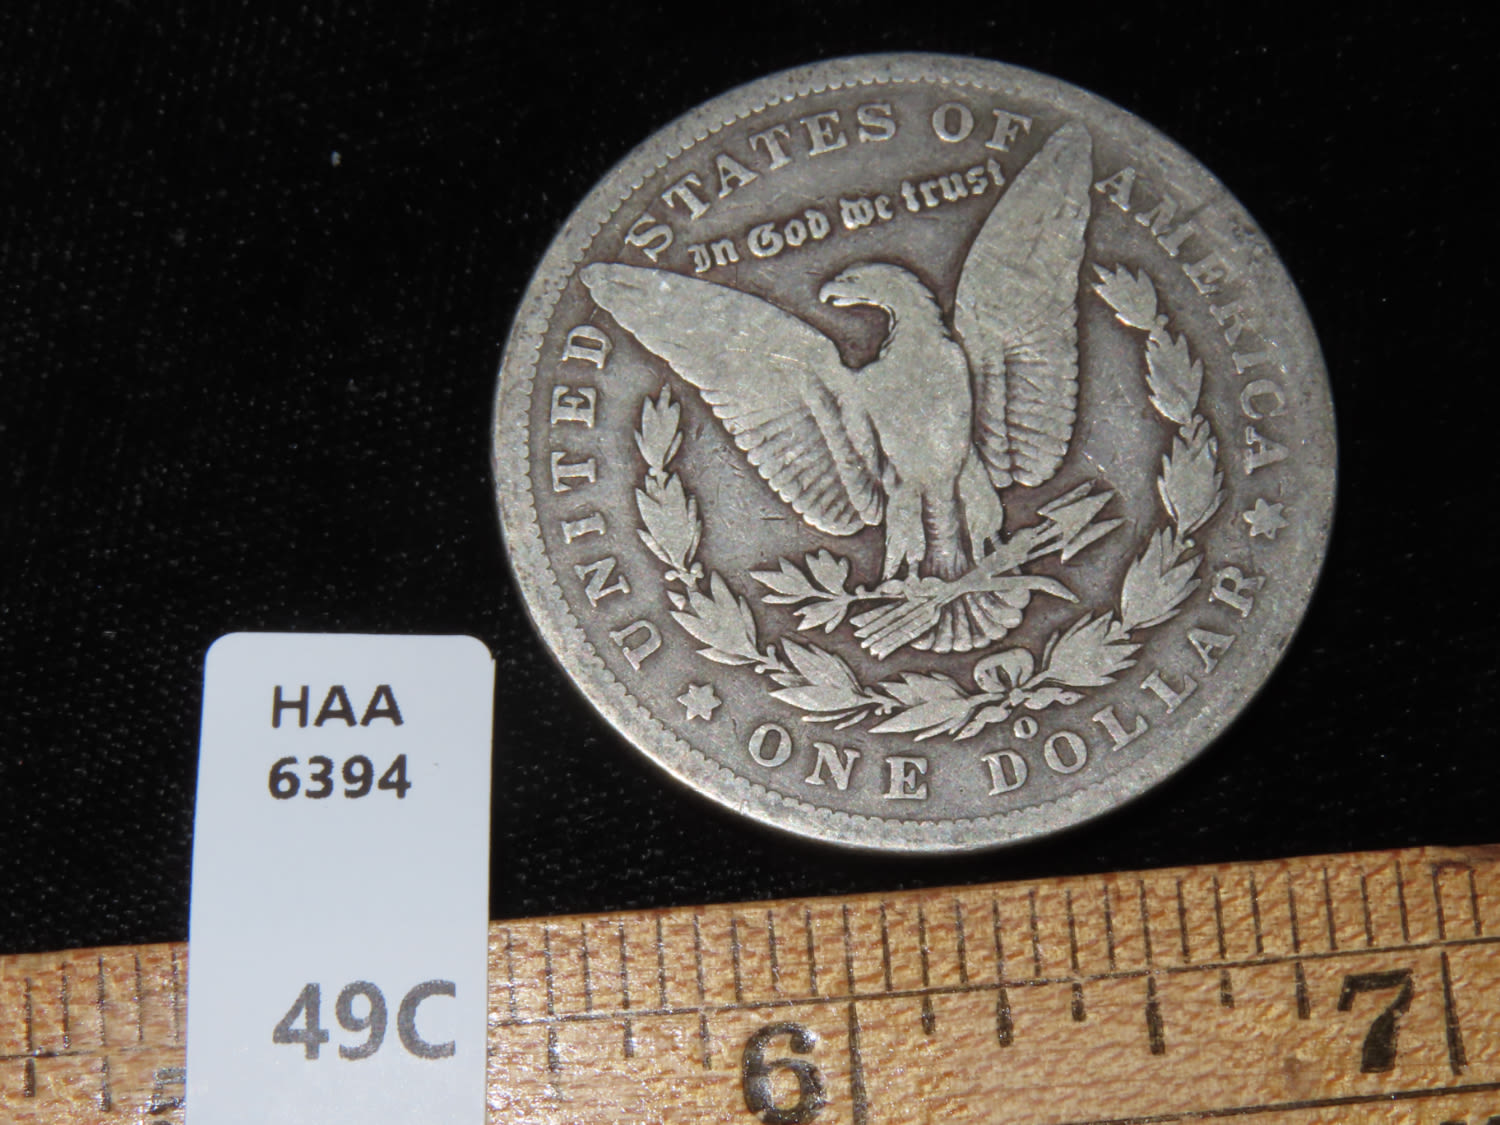 UNITED STATES OF AMERICA
In God we trust
ONE DOLLAR
O
HAA
6394
49C
6
7